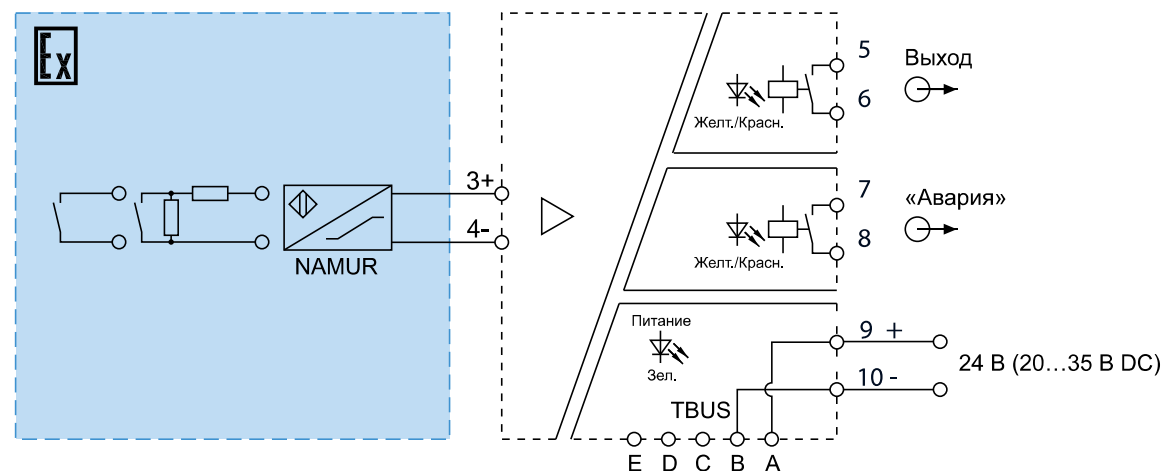 Ex
NAMUR
3+
4-
Желт./Красн.
5
6
Выход
Желт./Красн.
7
8
«Авария»
Питание
Зел.
TBUS
9 +
10 -
24 В (20...35 В DC)
E D C B A